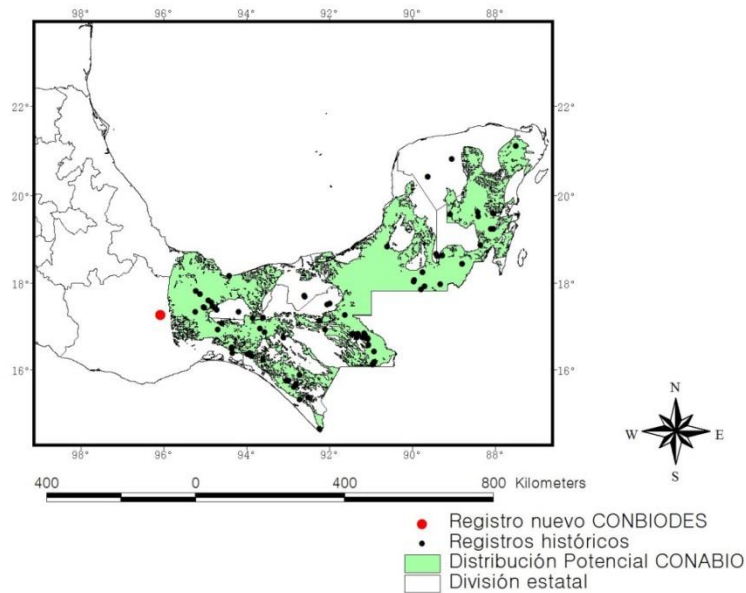 98° 96° 94° 92° 90° 88°
22° 22°
20° 20°
18° 18°
16° 16°
98° 96° 94° 92° 90° 88°
N
W E
S
400 0 400 800 Kilometers
Registro nuevo CONBIODES
Registros históricos
Distribución Potencial CONABIO
División estatal